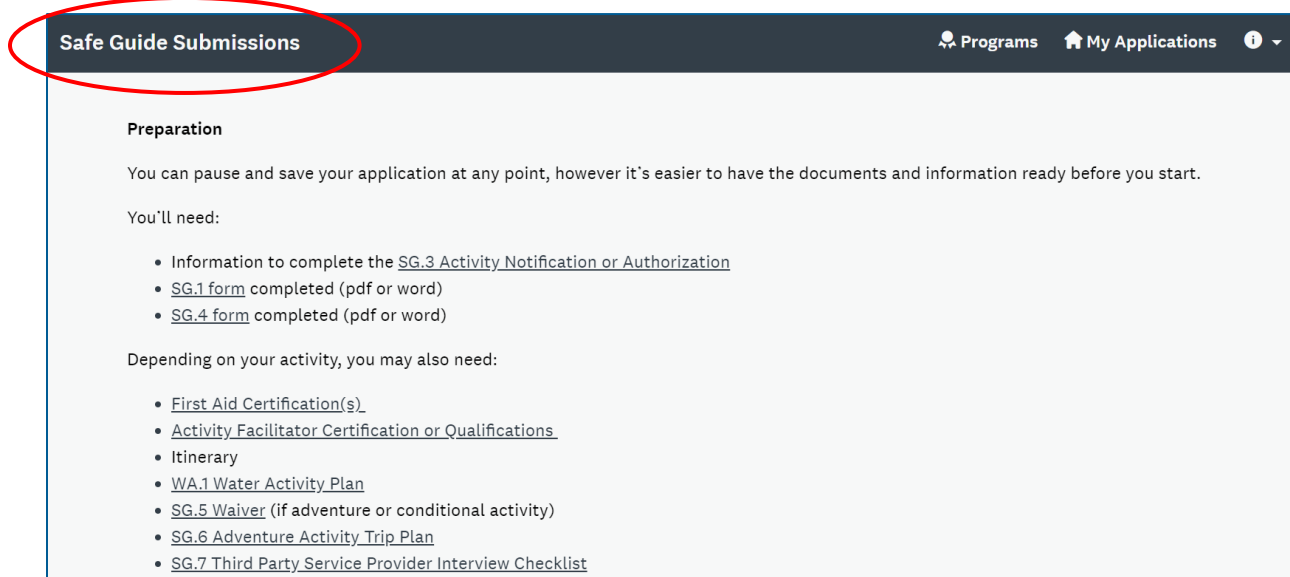 Safe Guide Submissions Programs My Applications
Preparation
You can pause and save your application at any point, however it's easier to have the documents and information ready before you start.
You'll need:
• Information to complete the SG.3 Activity Notification or Authorization
• SG.1 form completed (pdf or word)
• SG.4 form completed (pdf or word)
Depending on your activity, you may also need:
• First Aid Certification(s)
• Activity Facilitator Certification or Qualifications
• Itinerary
• WA.1 Water Activity Plan
• SG.5 Waiver (if adventure or conditional activity)
• SG.6 Adventure Activity Trip Plan
• SG.7 Third Party Service Provider Interview Checklist